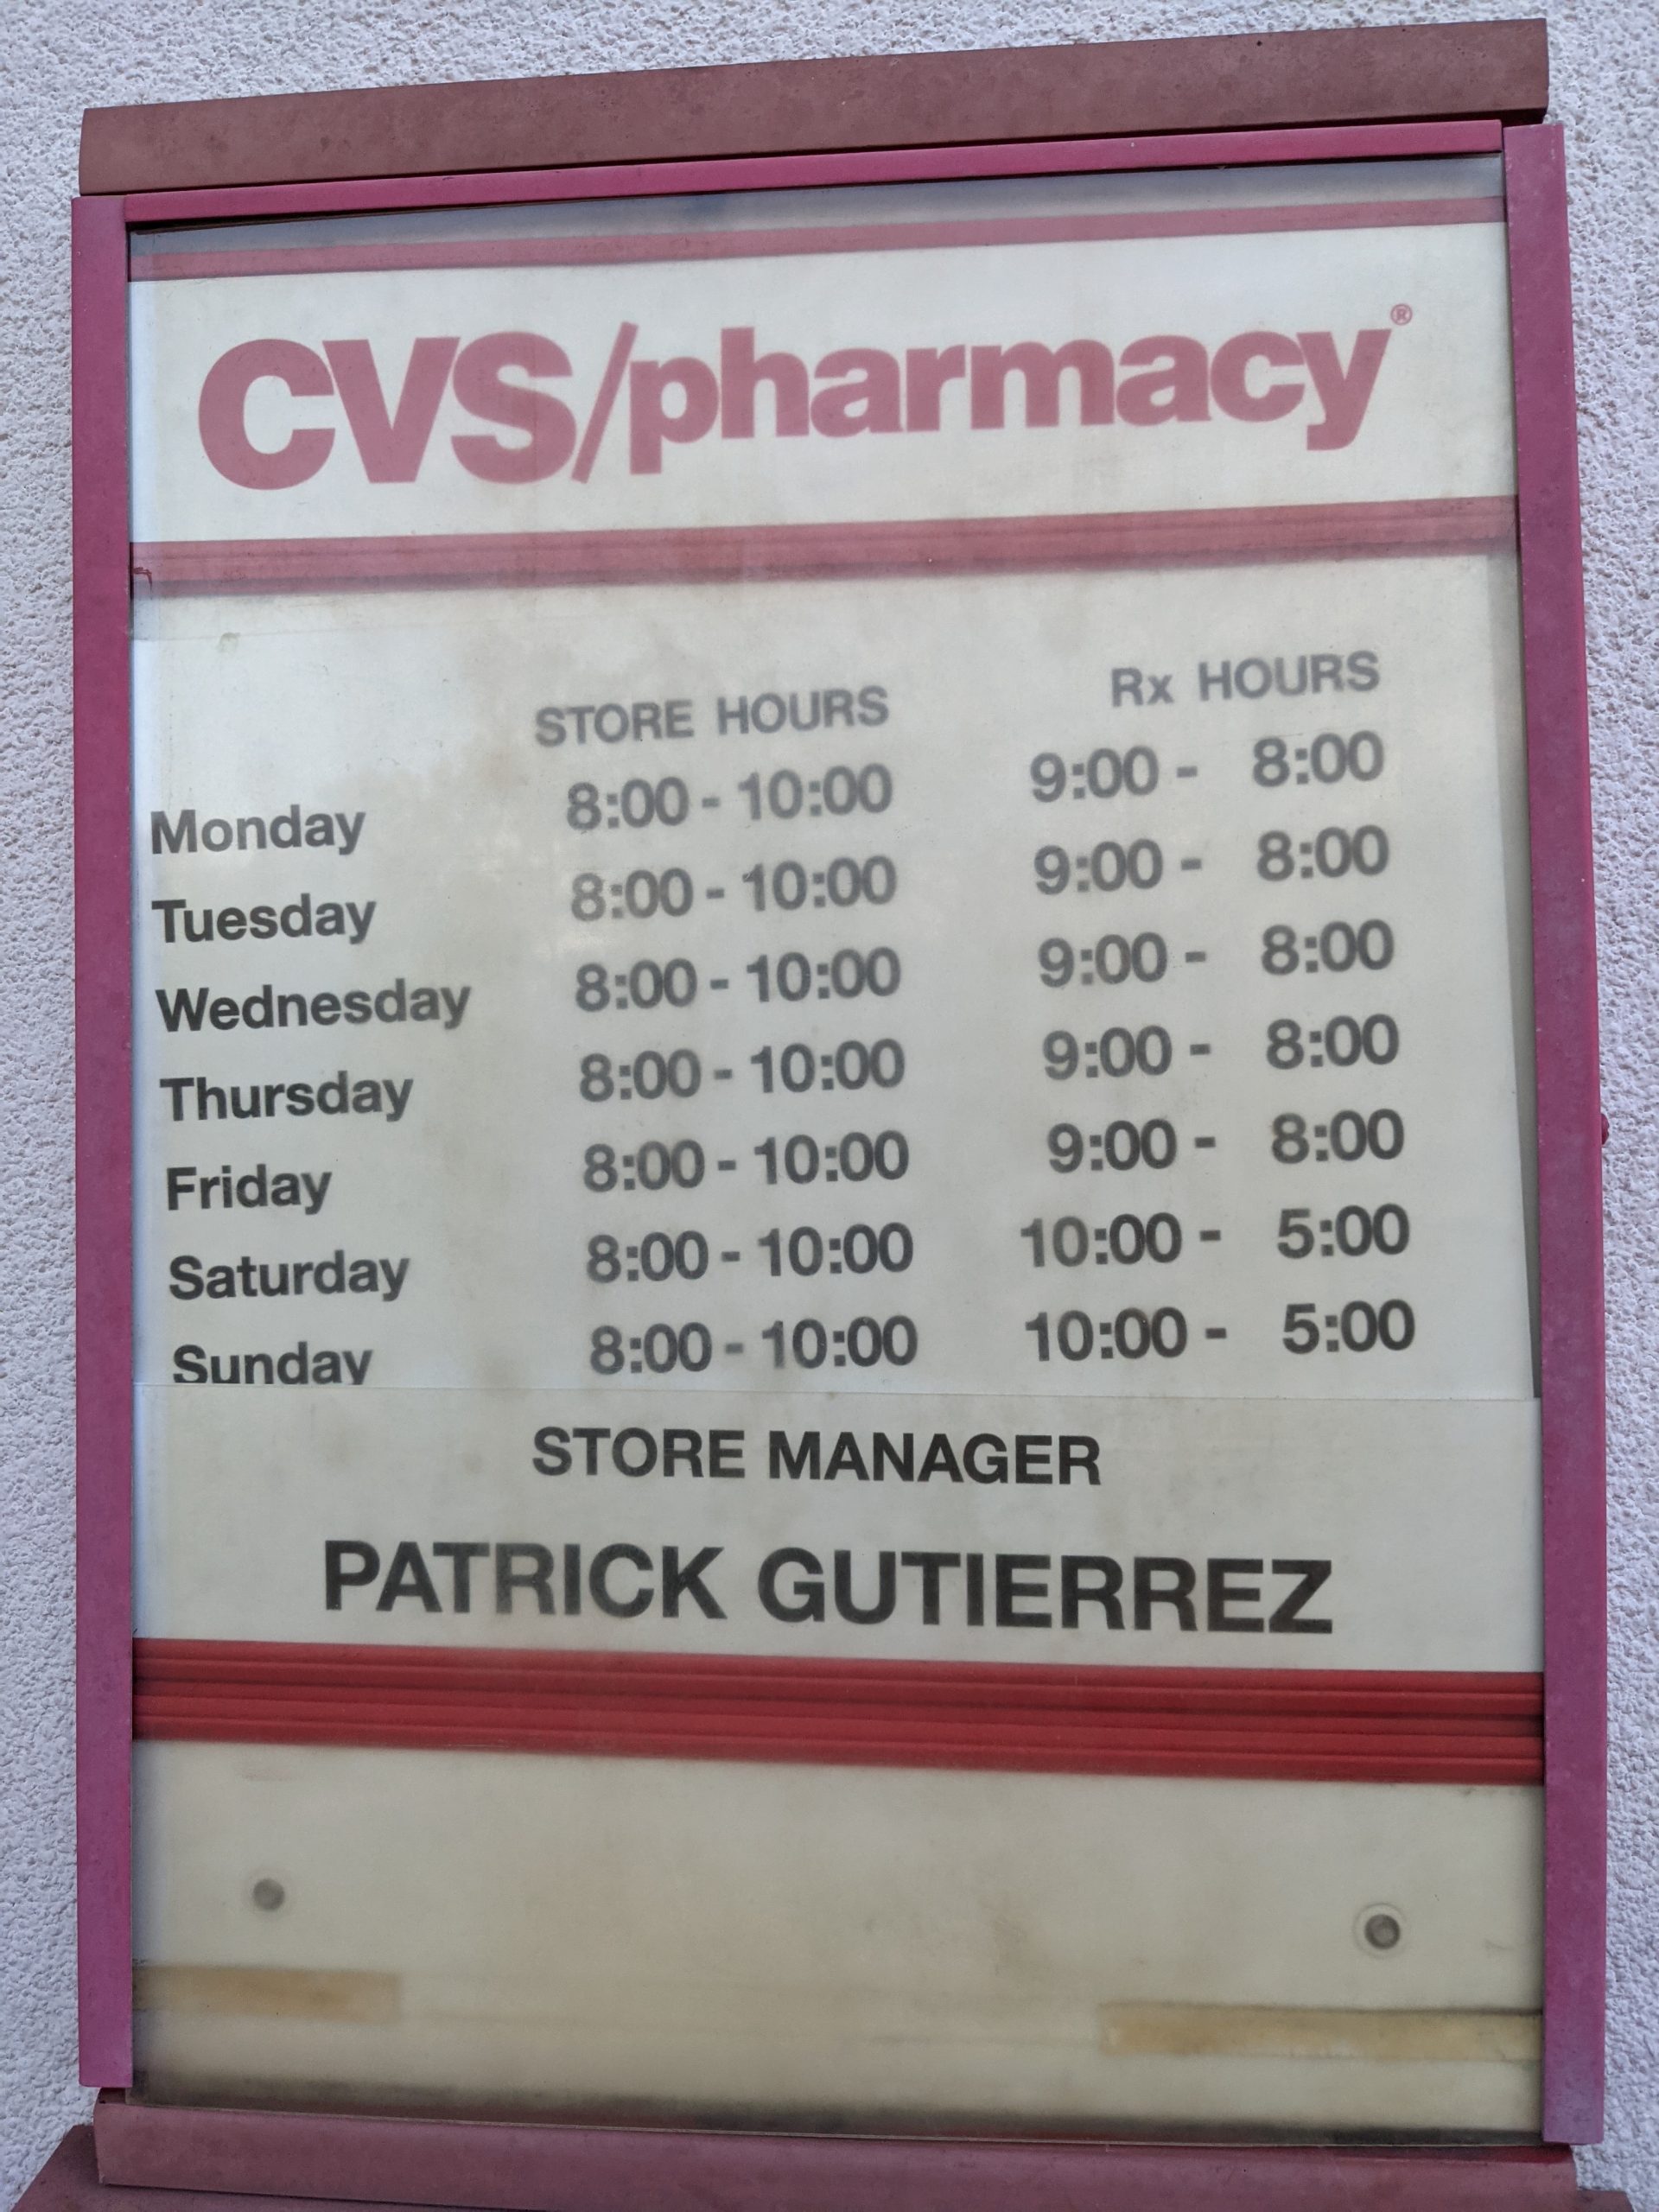 CVS/pharmacy®
STORE HOURS Rx HOURS
Monday 8:00 - 10:00 9:00 - 8:00
Tuesday 8:00 - 10:00 9:00 - 8:00
Wednesday 8:00 - 10:00 9:00 - 8:00
Thursday 8:00 - 10:00 9:00 - 8:00
Friday 8:00 - 10:00 9:00 - 8:00
Saturday 8:00 - 10:00 10:00 - 5:00
Sunday 8:00 - 10:00 10:00 - 5:00
STORE MANAGER
PATRICK GUTIERREZ